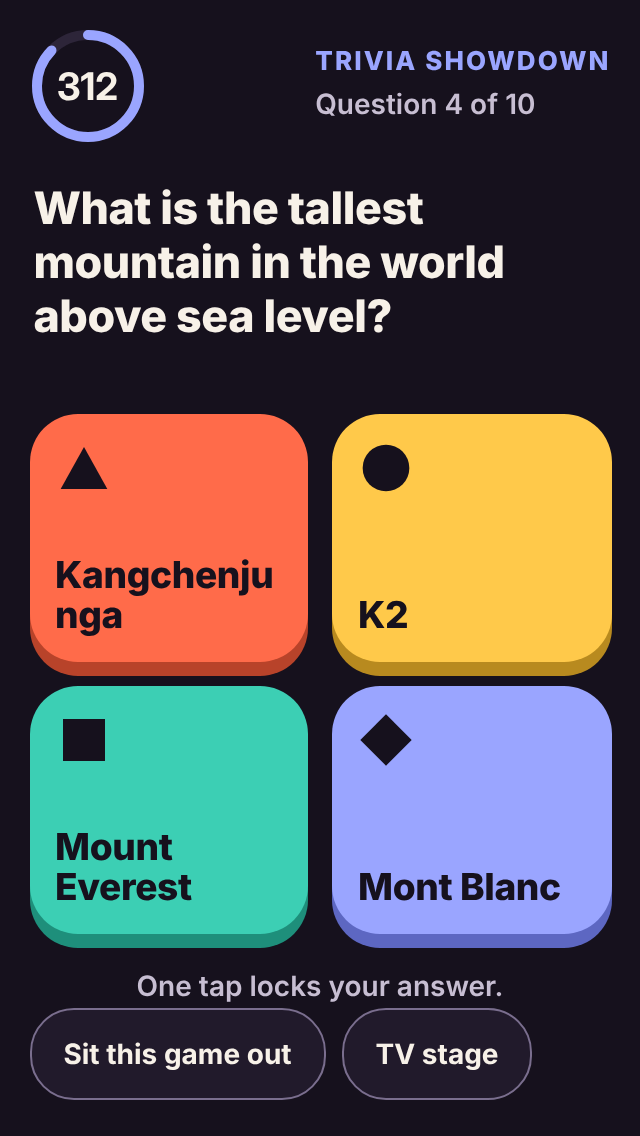 312
TRIVIA SHOWDOWN
Question 4 of 10
What is the tallest
mountain in the world
above sea level?
Kangchenju
nga
K2
Mount
Everest
Mont Blanc
One tap locks your answer.
Sit this game out
TV stage